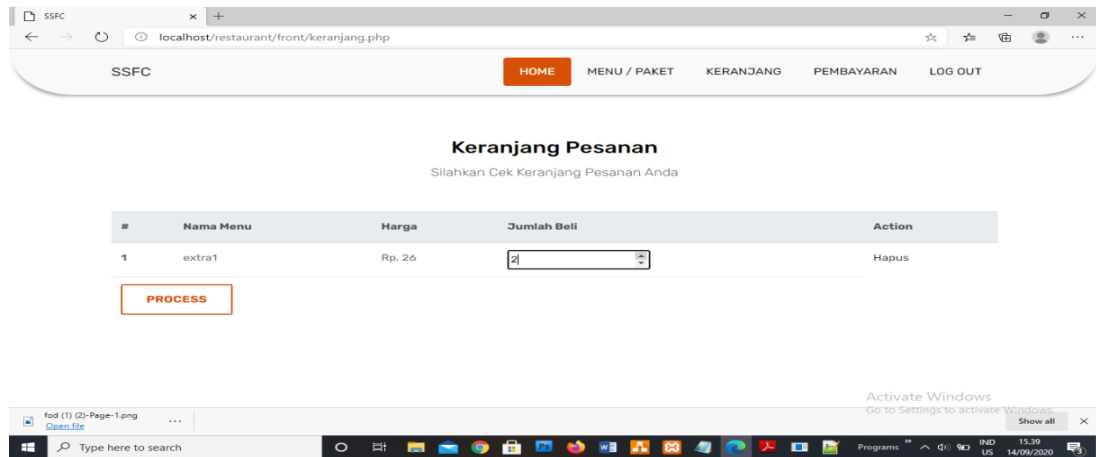 SSFC
localhost/restaurant/front/keranjang.php
SSFC HOME MENU / PAKET KERANJANG PEMBAYARAN LOG OUT
Keranjang Pesanan
Silahkan Cek Keranjang Pesanan Anda
# Nama Menu Harga Jumlah Beli Action
1 extra1 Rp. 26 2 Hapus
PROCESS
Activate Windows
Go to Settings to activate Windows.
fod (1) (2)-Page-1.png
Open file
... Show all
Type here to search
Programs
IND
US
15.39
14/09/2020